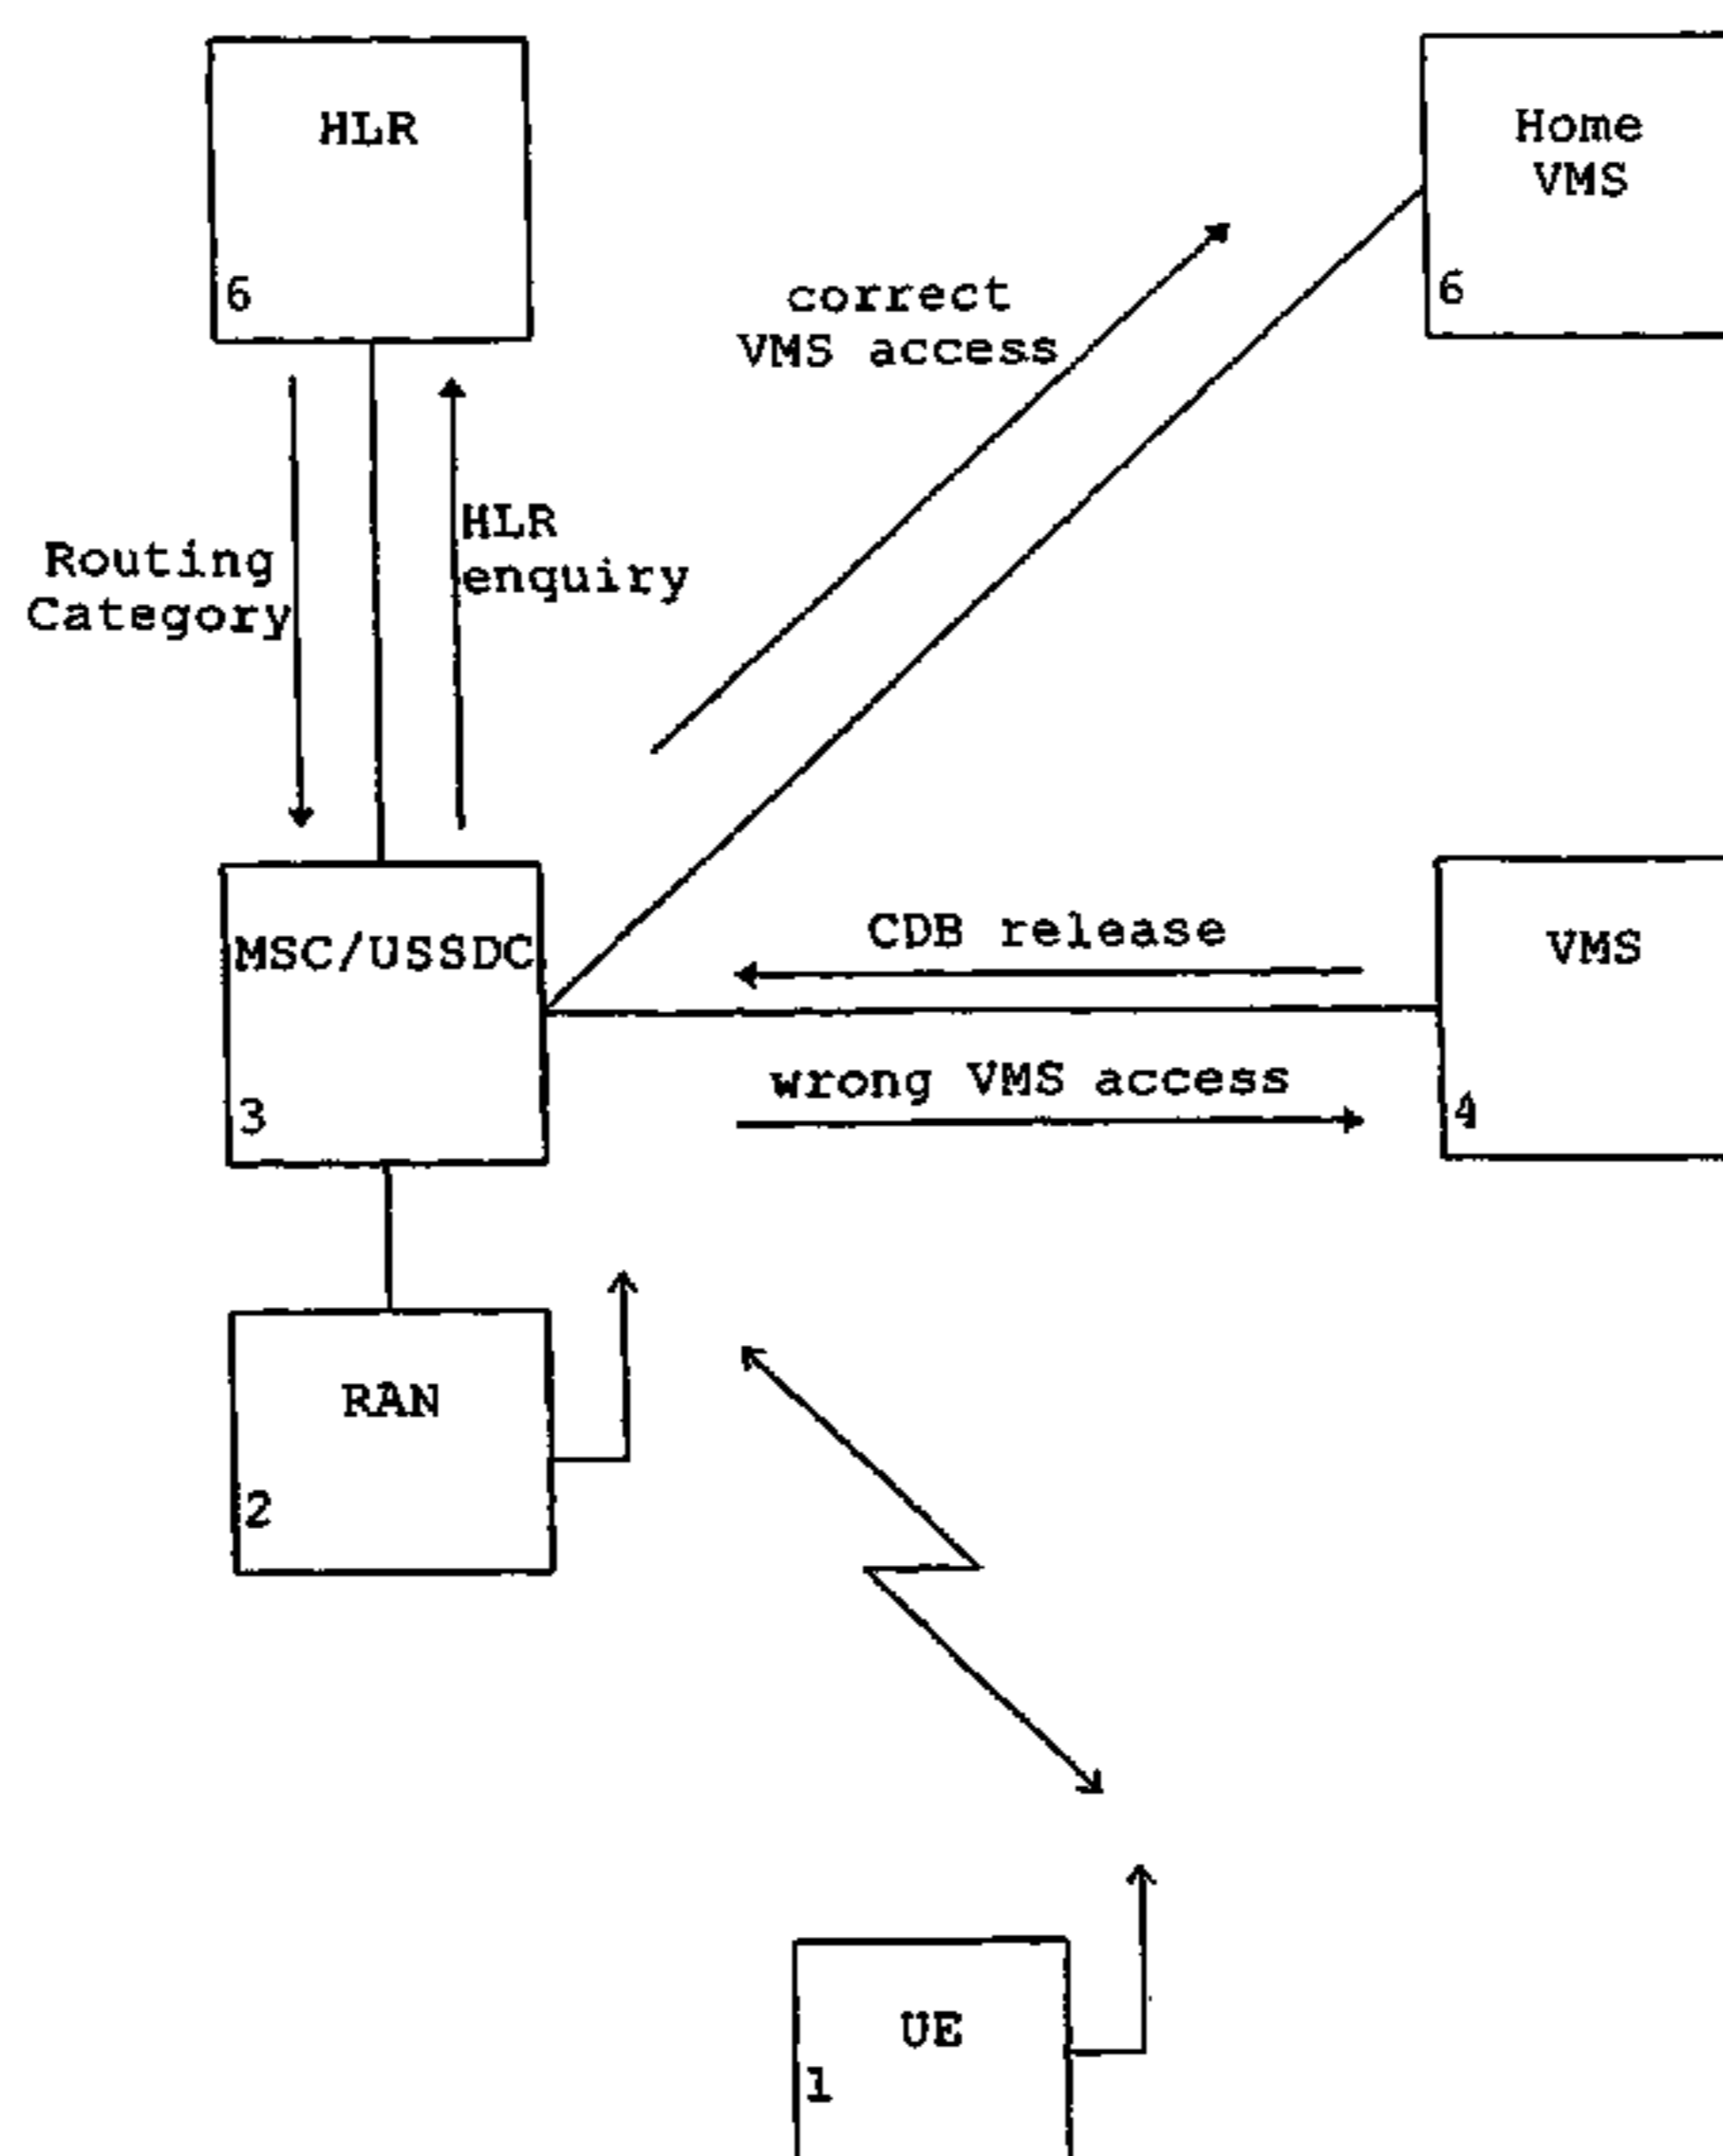 HLR
6
Home
VMS
6
correct
VMS access
Routing
Category
HLR
enquiry
MSC/USSDC
3
CDB release
wrong VMS access
VMS
4
RAN
2
UE
1